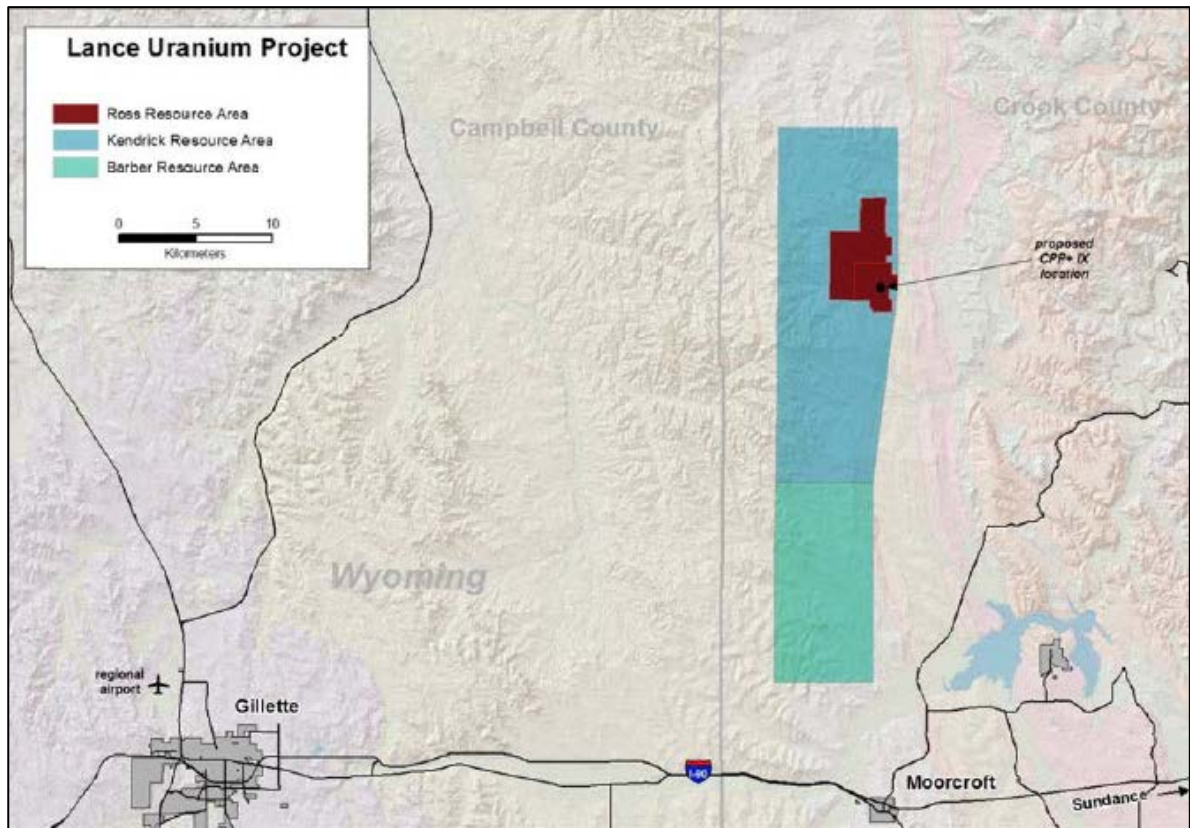 Lance Uranium Project
Ross Resource Area
Kendrick Resource Area
Barber Resource Area
0 5 10
Kilometers
Campbell County
Crook County
proposed
CPP+ IX
location
Wyoming
regional
airport
Gillette
I-90
Moorcroft
Sundance